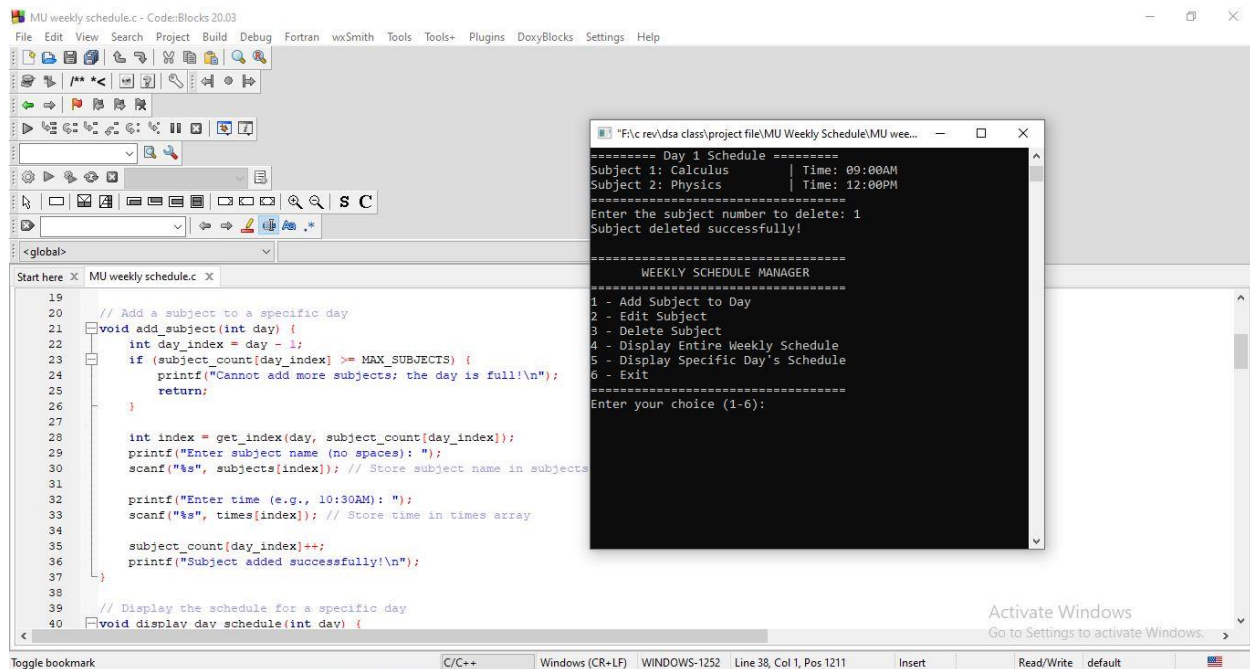 MU weekly schedule.c - Code::Blocks 20.03
File Edit View Search Project Build Debug Fortran wxSmith Tools Tools+ Plugins DoxyBlocks Settings Help
/** *<
S C
<global>
Start here X MU weekly schedule.c X
19
20 // Add a subject to a specific day
21 void add_subject(int day) {
22 int day_index = day - 1;
23 if (subject_count[day_index] >= MAX_SUBJECTS) {
24 printf("Cannot add more subjects; the day is full!\n");
25 return;
26 }
27
28 int index = get_index(day, subject_count[day_index]);
29 printf("Enter subject name (no spaces): ");
30 scanf("%s", subjects[index]); // Store subject name in subjects
31
32 printf("Enter time (e.g., 10:30AM): ");
33 scanf("%s", times[index]); // Store time in times array
34
35 subject_count[day_index]++;
36 printf("Subject added successfully!\n");
37 }
38
39 // Display the schedule for a specific day
40 void display_day_schedule(int day) {
"F:\c rev\dsa class\project file\MU Weekly Schedule\MU wee...
========= Day 1 Schedule =========
Subject 1: Calculus | Time: 09:00AM
Subject 2: Physics | Time: 12:00PM
===================================
Enter the subject number to delete: 1
Subject deleted successfully!
===================================
WEEKLY SCHEDULE MANAGER
===================================
1 - Add Subject to Day
2 - Edit Subject
3 - Delete Subject
4 - Display Entire Weekly Schedule
5 - Display Specific Day's Schedule
6 - Exit
===================================
Enter your choice (1-6):
Activate Windows
Go to Settings to activate Windows.
Toggle bookmark C/C++ Windows (CR+LF) WINDOWS-1252 Line 38, Col 1, Pos 1211 Insert Read/Write default